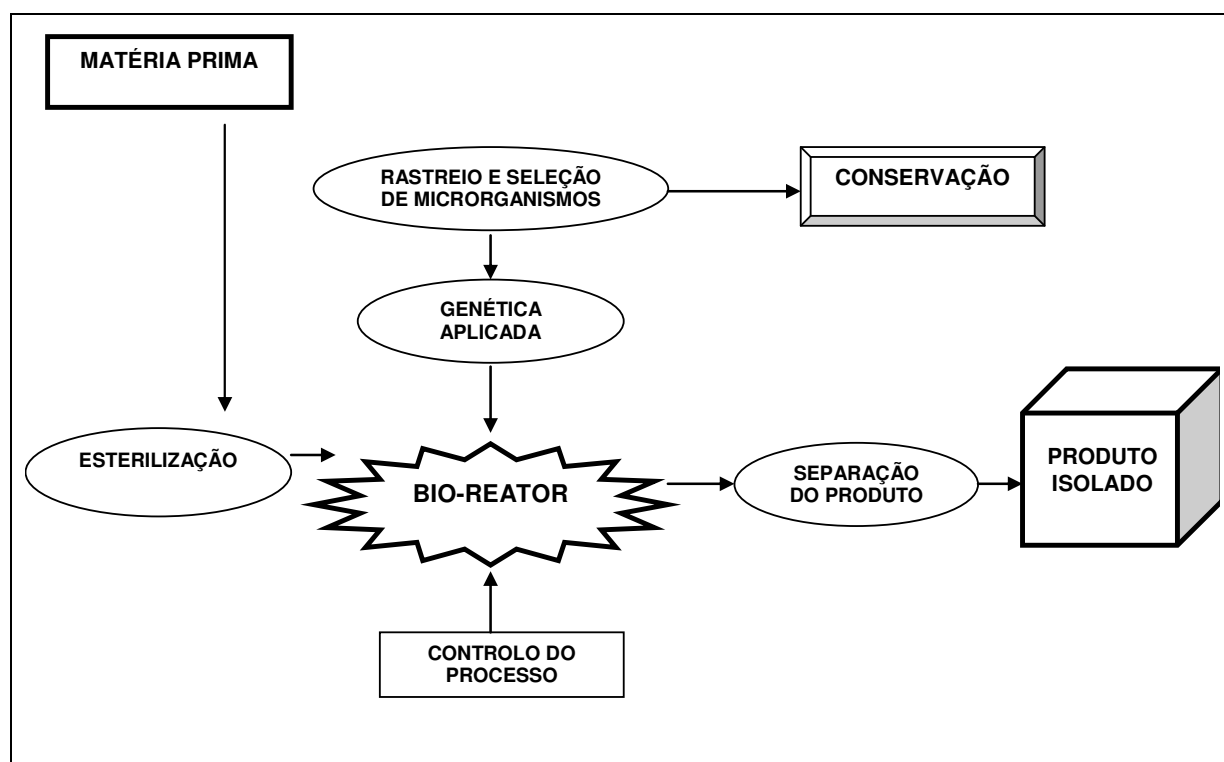 MATÉRIA PRIMA
RASTREIO E SELEÇÃO
DE MICRORGANISMOS
CONSERVAÇÃO
GENÉTICA
APLICADA
ESTERILIZAÇÃO
BIO-REATOR
SEPARAÇÃO
DO PRODUTO
PRODUTO
ISOLADO
CONTROLO DO
PROCESSO